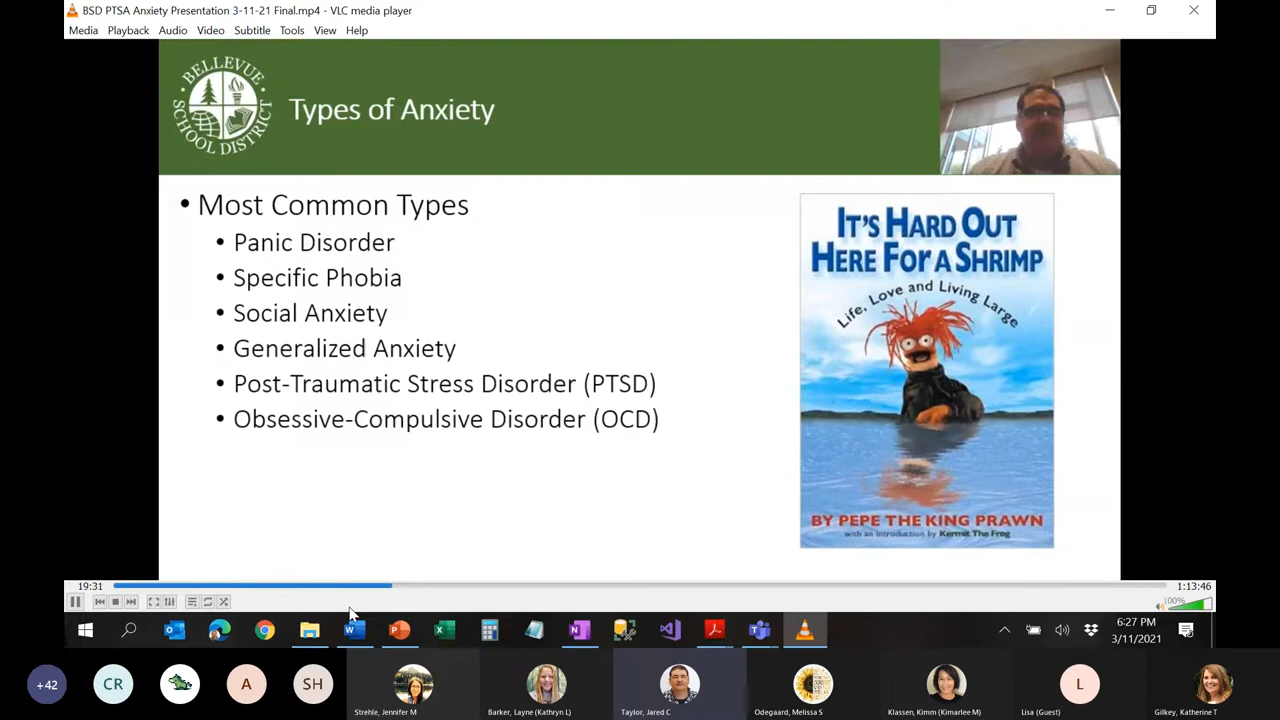 BSD PTSA Anxiety Presentation 3-11-21 Final.mp4 - VLC media player
Media Playback Audio Video Subtitle Tools View Help
BELLEVUE
SCHOOL DISTRICT
Types of Anxiety
• Most Common Types
• Panic Disorder
• Specific Phobia
• Social Anxiety
• Generalized Anxiety
• Post-Traumatic Stress Disorder (PTSD)
• Obsessive-Compulsive Disorder (OCD)
IT'S HARD OUT
HERE FOR A SHRIMP
Life, Love and Living Large
BY PEPE THE KING PRAWN
with an Introduction by Kermit The Frog
19:31
1:13:46
100%
6:27 PM
3/11/2021
+42
CR
A
SH
L
Strehle, Jennifer M
Barker, Layne (Kathryn L)
Taylor, Jared C
Odegaard, Melissa S
Klassen, Kimm (Kimarlee M)
Lisa (Guest)
Gilkey, Katherine T